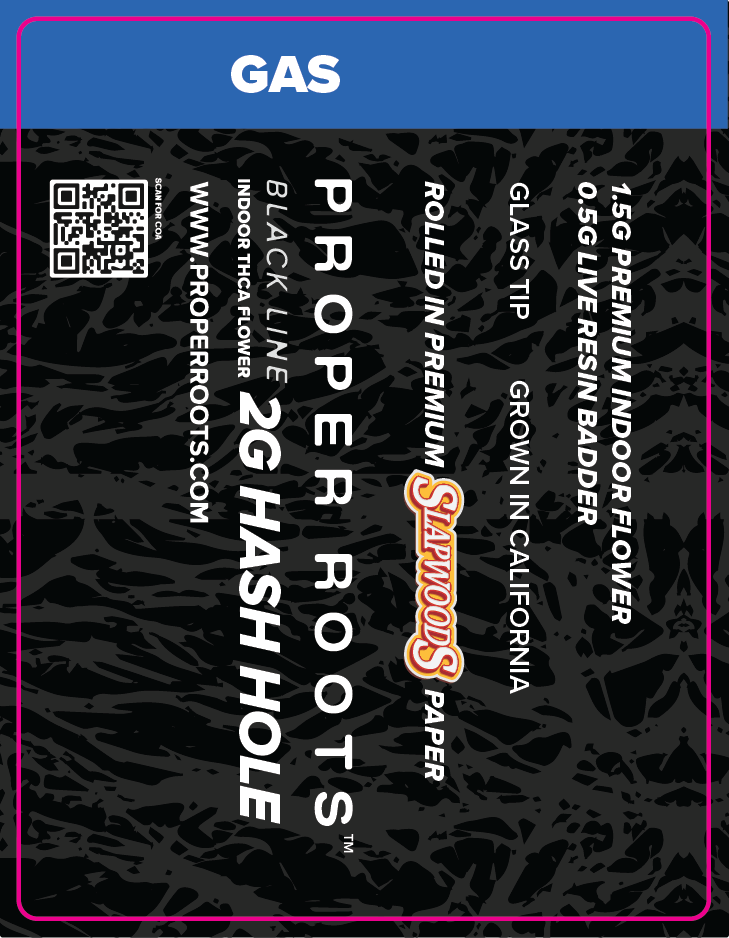 GAS
1.5G PREMIUM INDOOR FLOWER
0.5G LIVE RESIN BADDER
GLASS TIP GROWN IN CALIFORNIA
ROLLED IN PREMIUM SLAPWOODS PAPER
PROPER ROOTS™
BLACK LINE
INDOOR THCA FLOWER
2G HASH HOLE
WWW.PROPERROOTS.COM
SCAN FOR COA